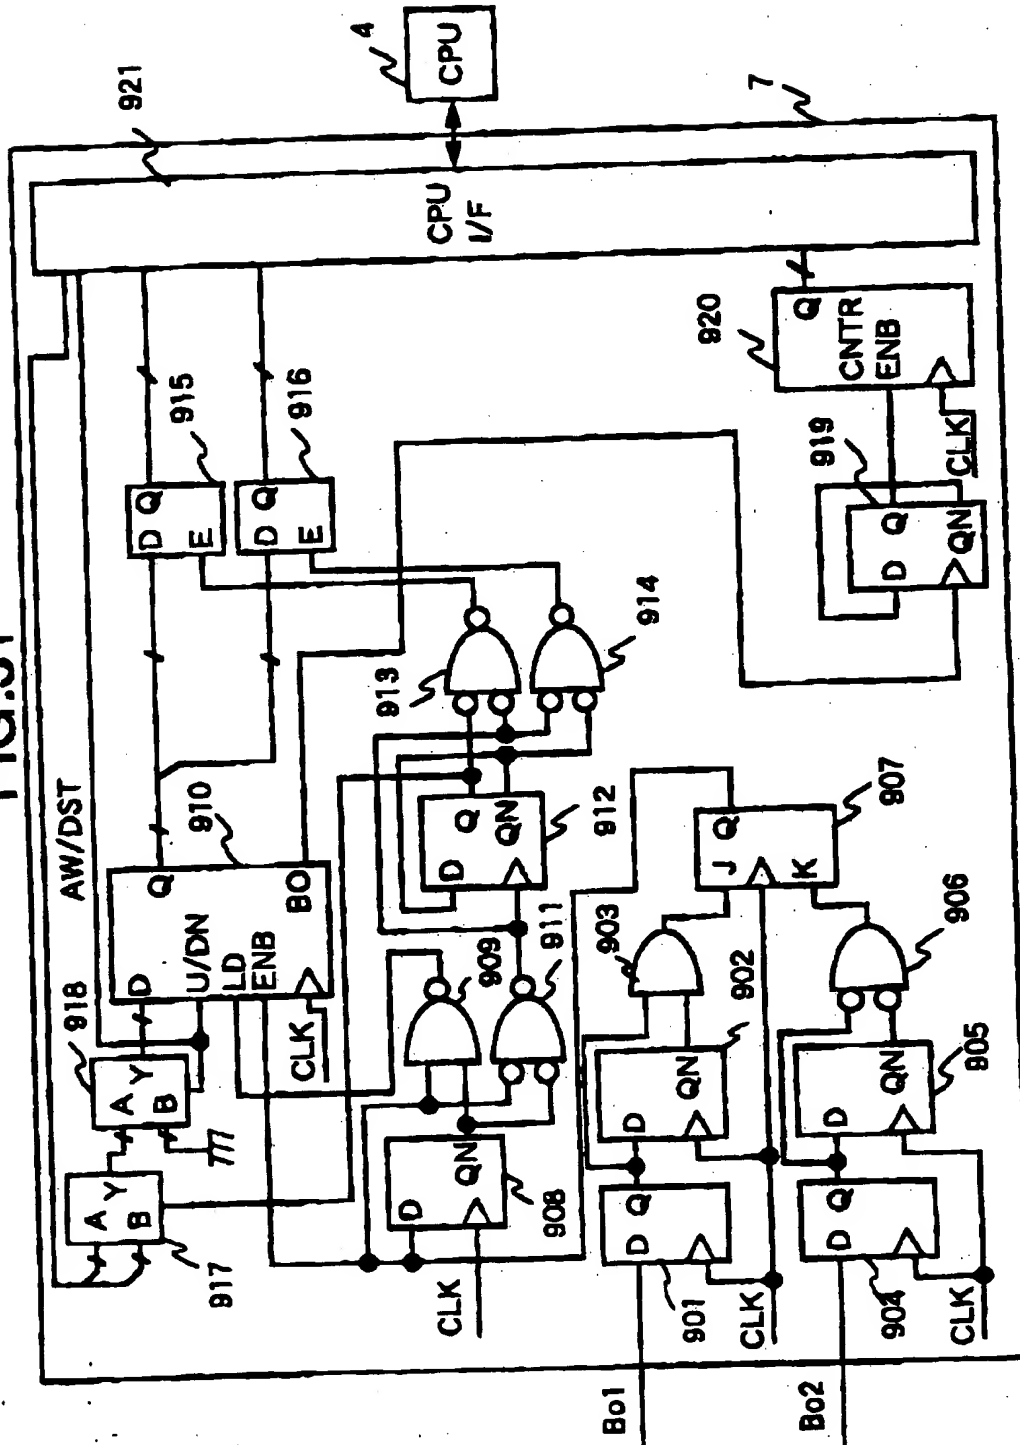 4
CPU
921
7
CPU
I/F
AW/DST
915
D Q
E
916
D Q
E
920
Q
CNTR
ENB
CLK
919
D Q
QN
910
D Q
U/DN
LD
ENB
BO
CLK
918
A Y
B
917
A Y
B
913
914
912
D Q
QN
909
911
908
D
QN
CLK
907
J Q
K
903
906
902
D
QN
905
D
QN
901
D Q
CLK
904
D Q
CLK
Bo1
Bo2